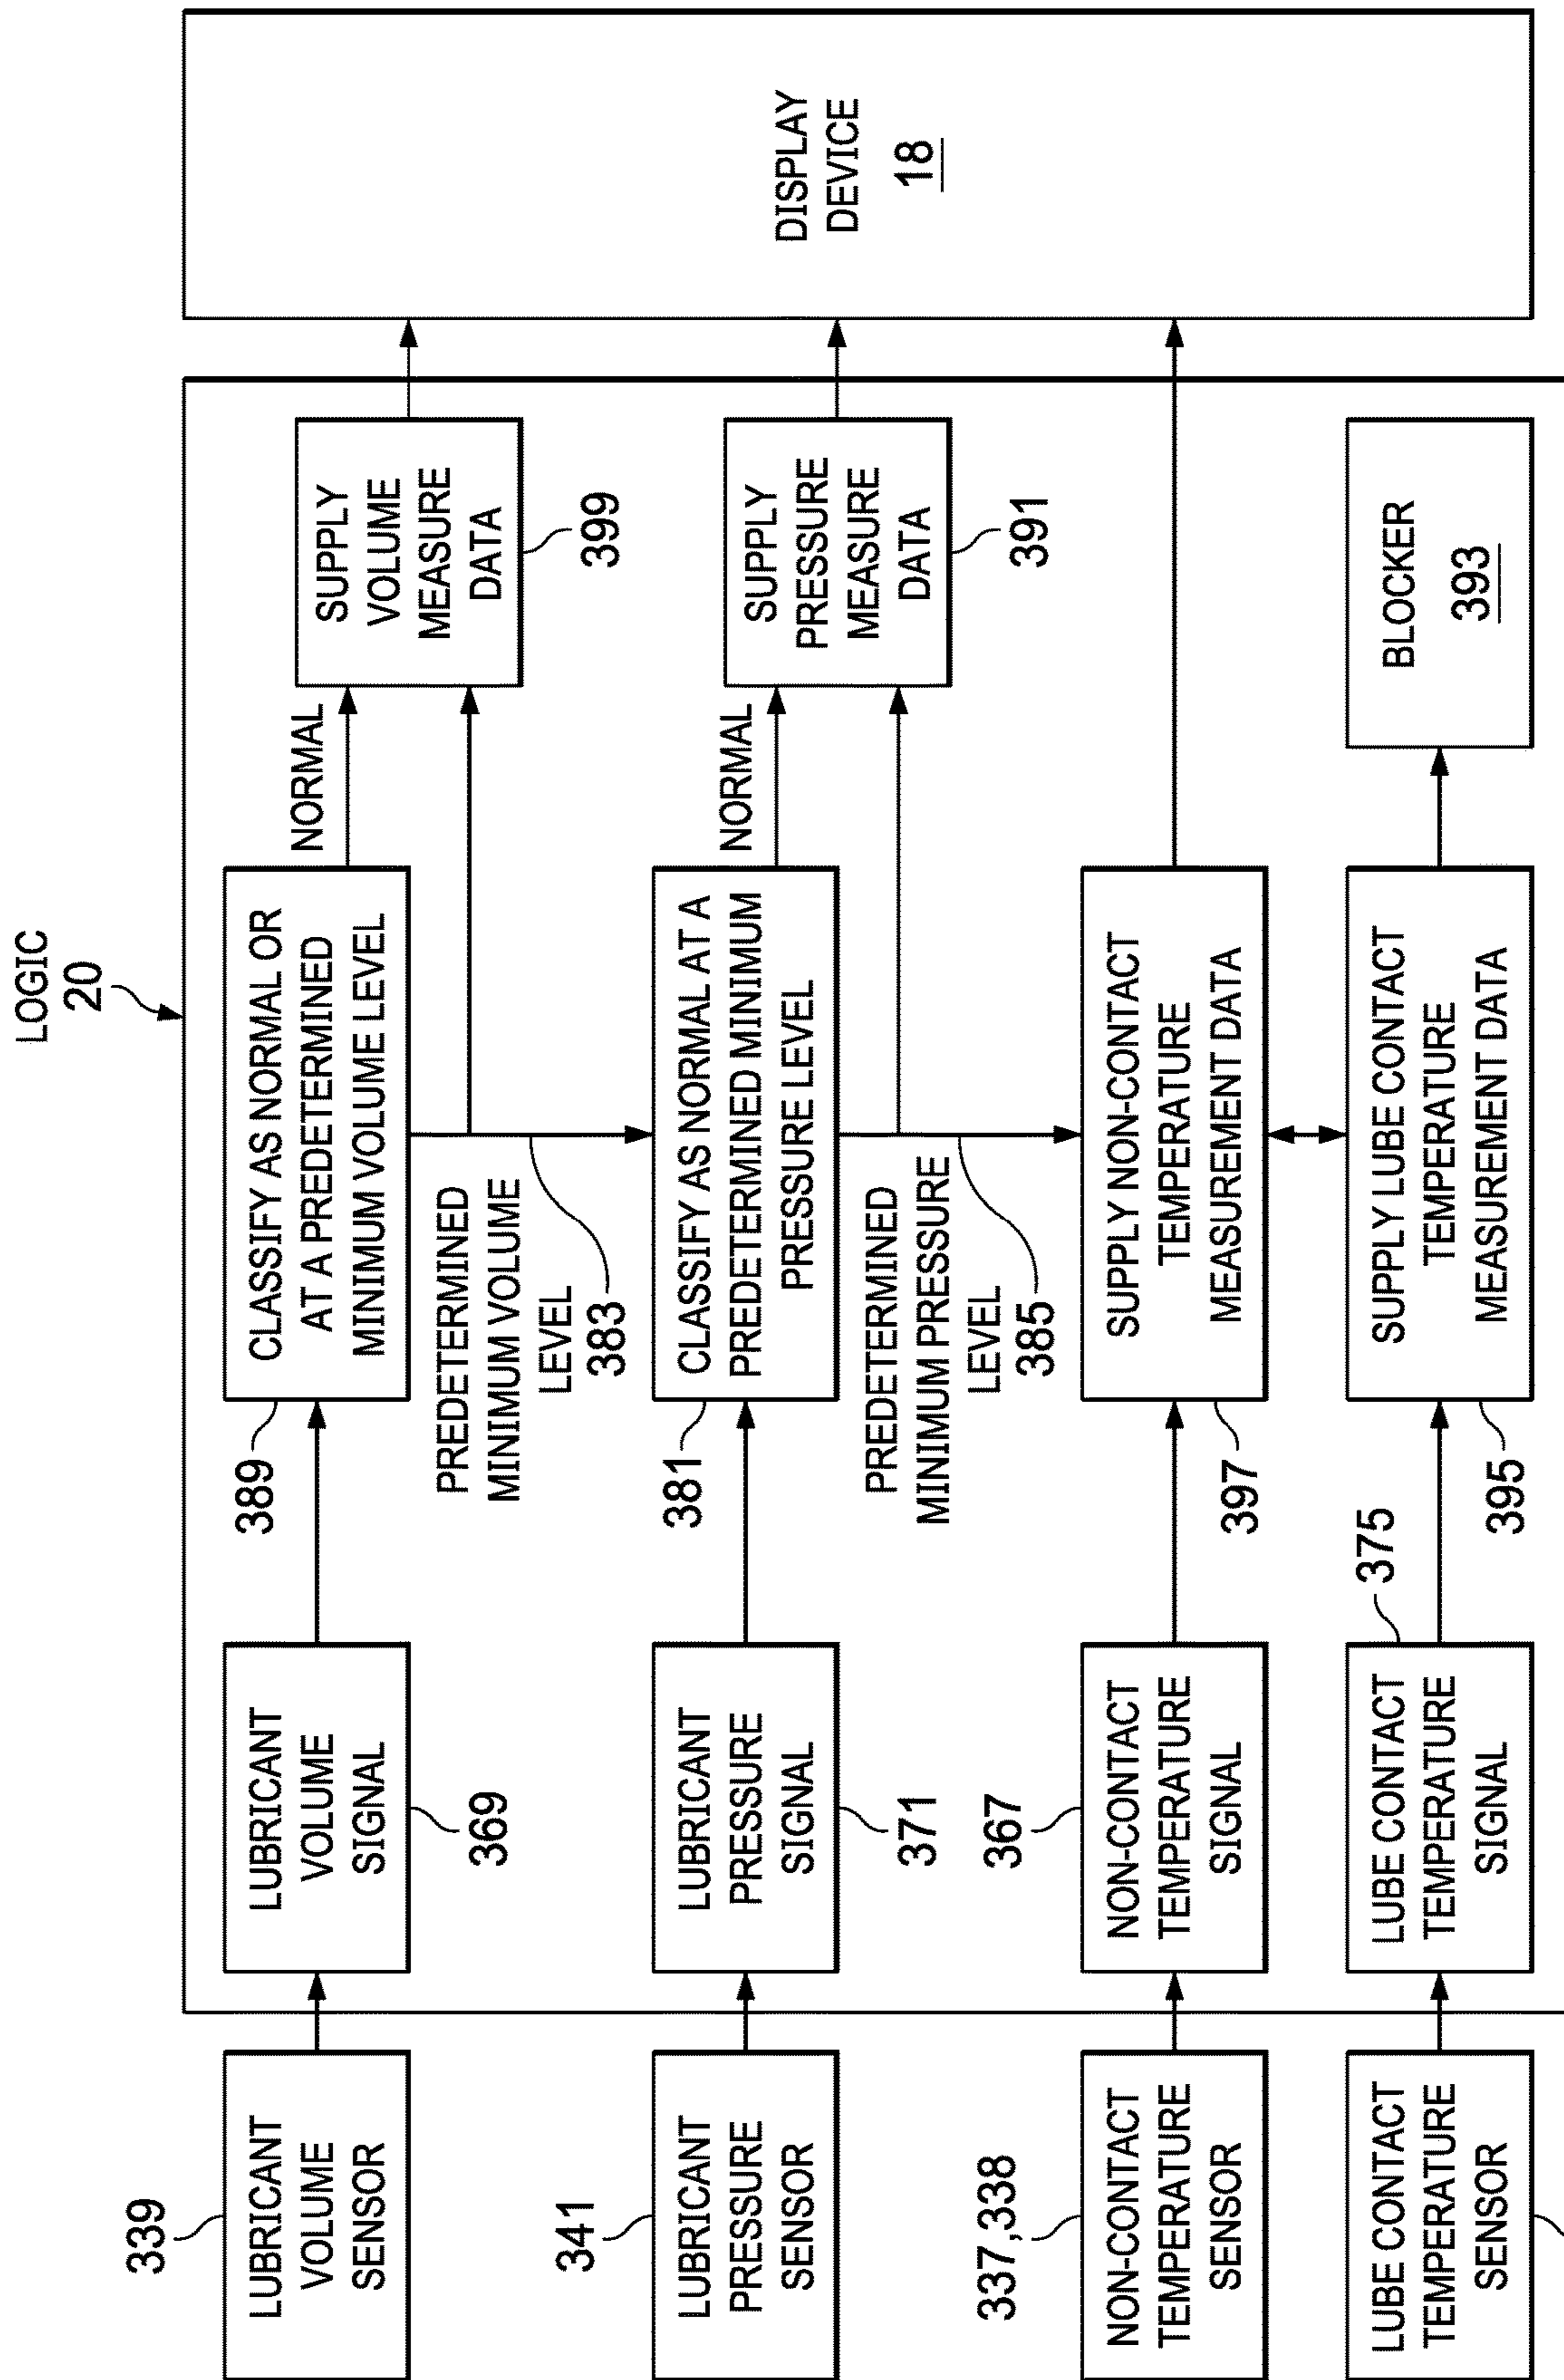 LOGIC
20
339
LUBRICANT
VOLUME
SENSOR
LUBRICANT
VOLUME
SIGNAL
369
389
CLASSIFY AS NORMAL OR
AT A PREDETERMINED
MINIMUM VOLUME LEVEL
NORMAL
SUPPLY
VOLUME
MEASURE
DATA
399
PREDETERMINED
MINIMUM VOLUME
LEVEL
383
341
LUBRICANT
PRESSURE
SENSOR
LUBRICANT
PRESSURE
SIGNAL
371
381
CLASSIFY AS NORMAL AT A
PREDETERMINED MINIMUM
PRESSURE LEVEL
NORMAL
SUPPLY
PRESSURE
MEASURE
DATA
391
PREDETERMINED
MINIMUM PRESSURE
LEVEL
385
337,338
NON-CONTACT
TEMPERATURE
SENSOR
367
NON-CONTACT
TEMPERATURE
SIGNAL
SUPPLY NON-CONTACT
TEMPERATURE
MEASUREMENT DATA
397
LUBE CONTACT
TEMPERATURE
SENSOR
375
LUBE CONTACT
TEMPERATURE
SIGNAL
SUPPLY LUBE CONTACT
TEMPERATURE
MEASUREMENT DATA
395
BLOCKER
393
DISPLAY
DEVICE
18